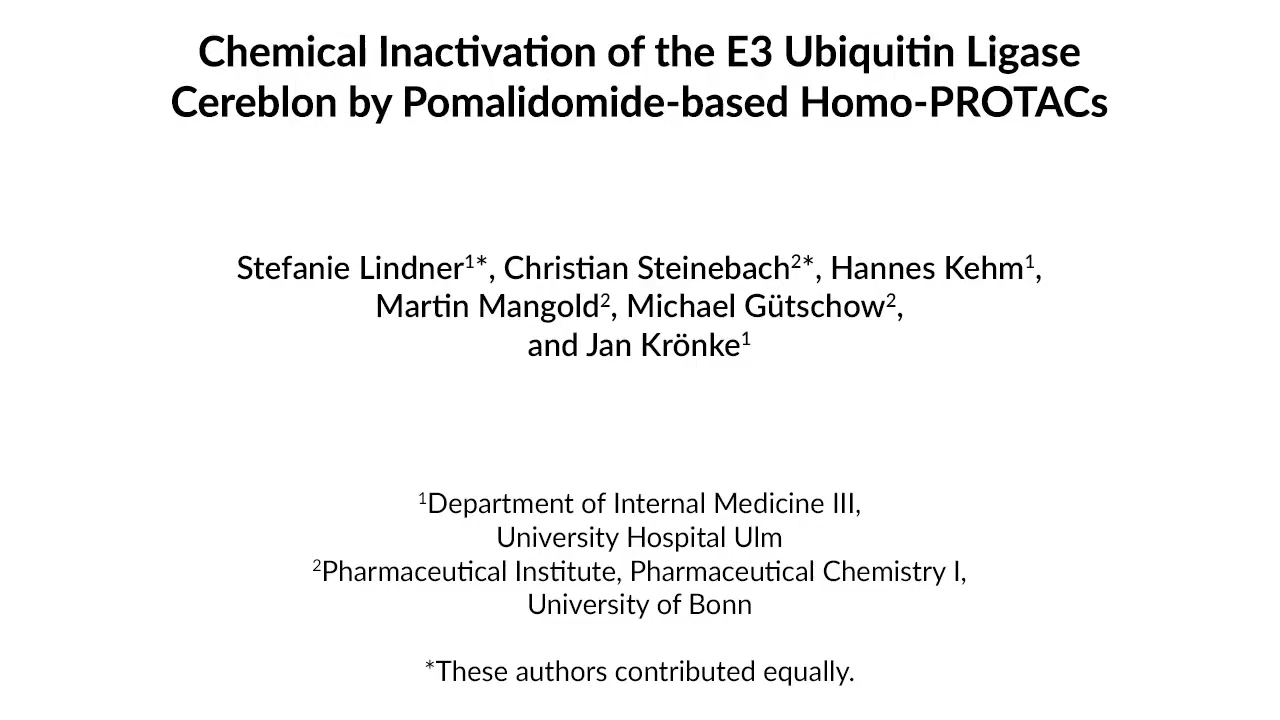 Chemical Inactivation of the E3 Ubiquitin Ligase
Cereblon by Pomalidomide-based Homo-PROTACs
Stefanie Lindner¹*, Christian Steinebach²*, Hannes Kehm¹,
Martin Mangold², Michael Gütschow²,
and Jan Krönke¹
¹Department of Internal Medicine III,
University Hospital Ulm
²Pharmaceutical Institute, Pharmaceutical Chemistry I,
University of Bonn
*These authors contributed equally.